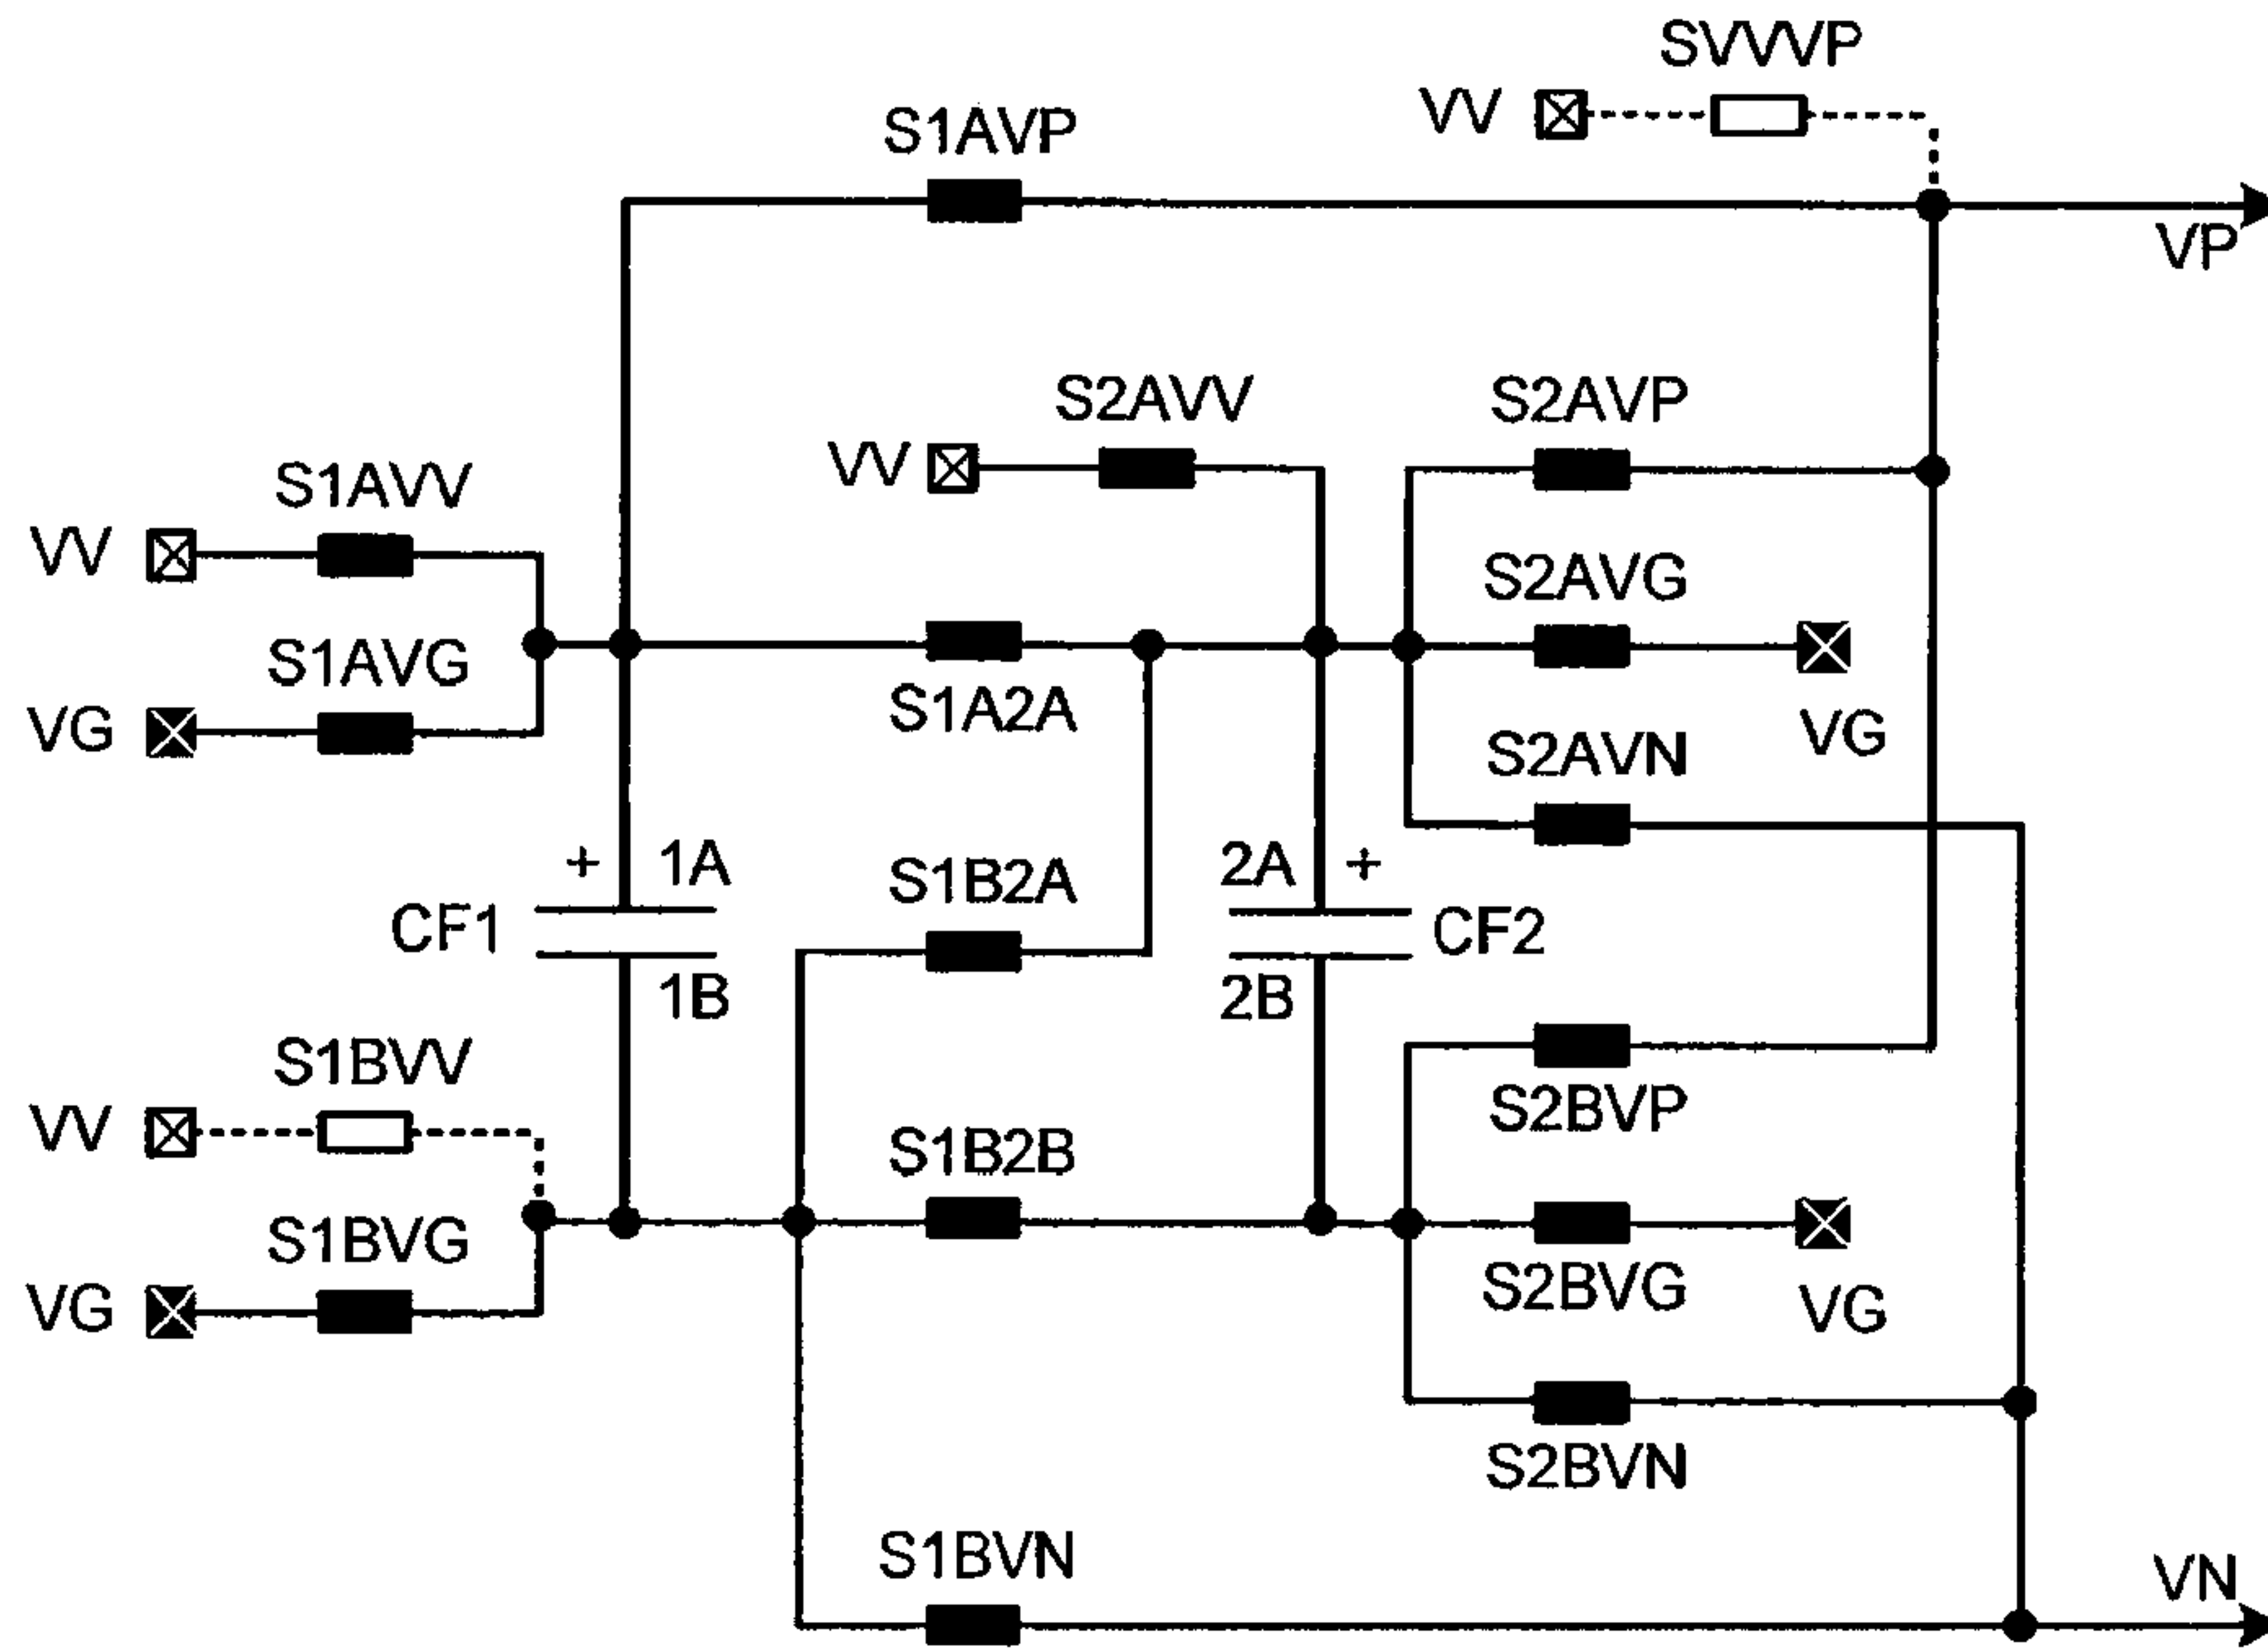 SVVVP
VV
S1AVP
VP
S2AVV
S2AVP
VV
S1AVV
VV
S2AVG
S1AVG
VG
S1A2A
VG
S2AVN
+ 1A
S1B2A
2A +
CF1
CF2
1B
2B
S1BVV
VV
S2BVP
S1B2B
S1BVG
S2BVG
VG
VG
S2BVN
S1BVN
VN